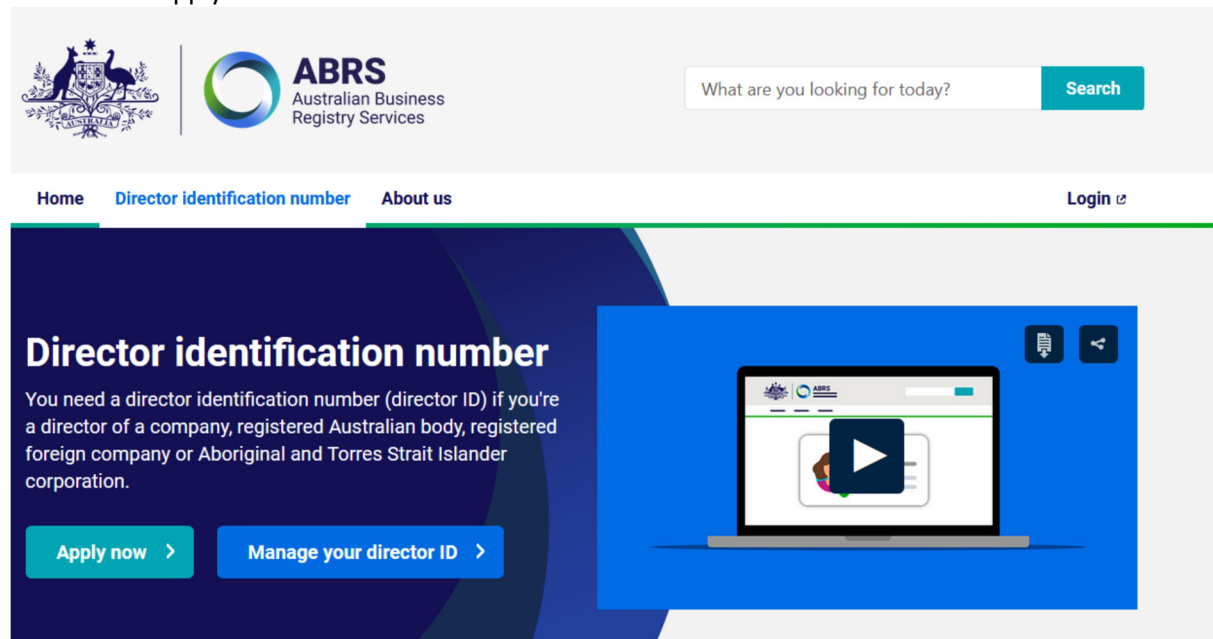 ABRS
Australian Business
Registry Services
What are you looking for today?
Search
AUSTRALIA
Home
Director identification number
About us
Login
Director identification number
You need a director identification number (director ID) if you're
a director of a company, registered Australian body, registered
foreign company or Aboriginal and Torres Strait Islander
corporation.
ABRS
Apply now
Manage your director ID